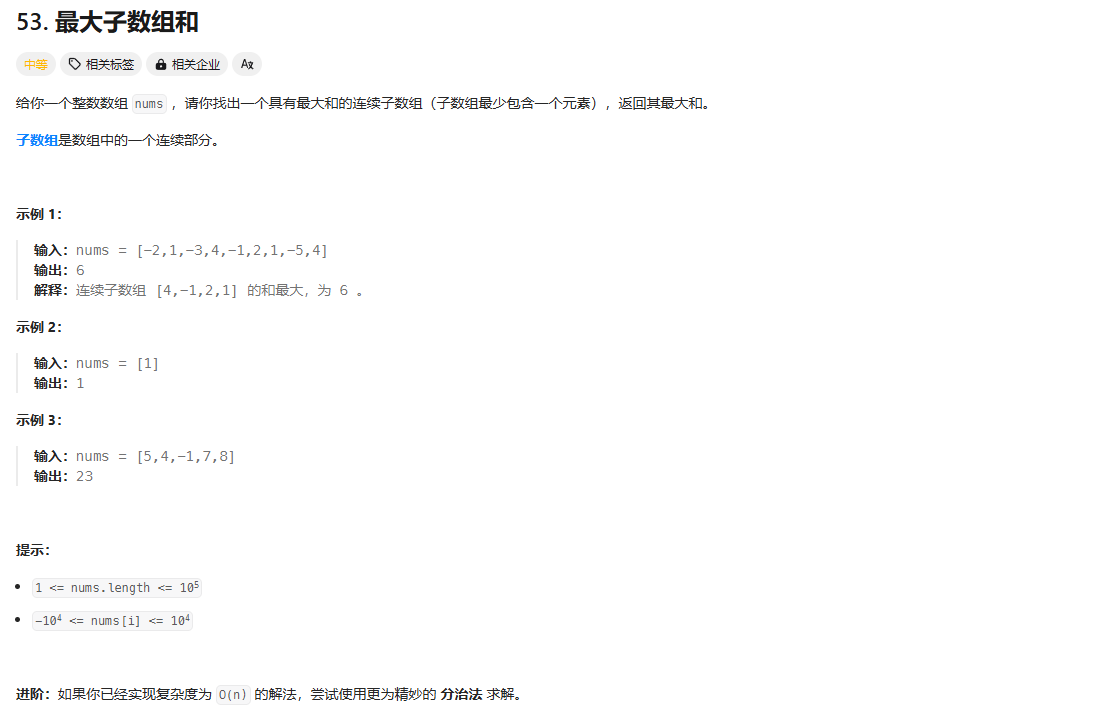 53. 最大子数组和
中等 相关标签 相关企业 Aא
给你一个整数数组 nums ，请你找出一个具有最大和的连续子数组（子数组最少包含一个元素），返回其最大和。
子数组是数组中的一个连续部分。
示例 1：
输入：nums = [-2,1,-3,4,-1,2,1,-5,4]
输出：6
解释：连续子数组 [4,-1,2,1] 的和最大，为 6 。
示例 2：
输入：nums = [1]
输出：1
示例 3：
输入：nums = [5,4,-1,7,8]
输出：23
提示：
• 1 <= nums.length <= 10⁵
• -10⁴ <= nums[i] <= 10⁴
进阶：如果你已经实现复杂度为 O(n) 的解法，尝试使用更为精妙的 分治法 求解。